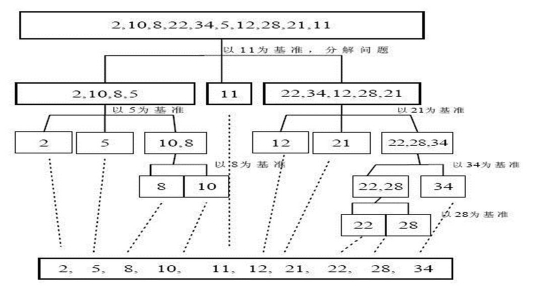 2,10,8,22,34,5,12,28,21,11
以11为基准，分解问题
2,10,8,5
11
22,34,12,28,21
以5为基准
以21为基准
2
5
10,8
12
21
22,28,34
以8为基准
以34为基准
8
10
22,28
34
以28为基准
22
28
2, 5, 8, 10, 11, 12, 21, 22, 28, 34